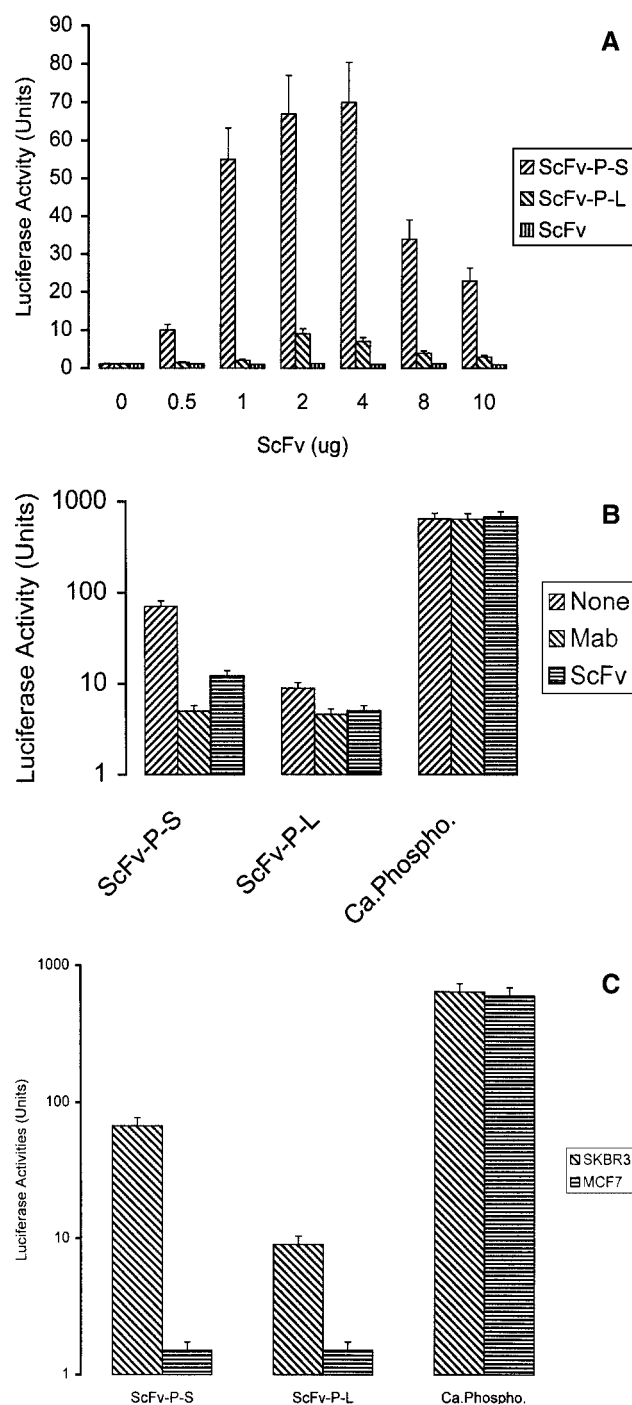 A
Luciferase Actvity (Units)
90
80
70
60
50
40
30
20
10
0
0 0.5 1 2 4 8 10
ScFv (ug)
ScFv-P-S
ScFv-P-L
ScFv
B
Luciferase Activity (Units)
1000
100
10
1
ScFv-P-S
ScFv-P-L
Ca.Phospho.
None
Mab
ScFv
C
Luciferase Activities (Units)
1000
100
10
1
ScFv-P-S ScFv-P-L Ca.Phospho.
SKBR3
MCF7